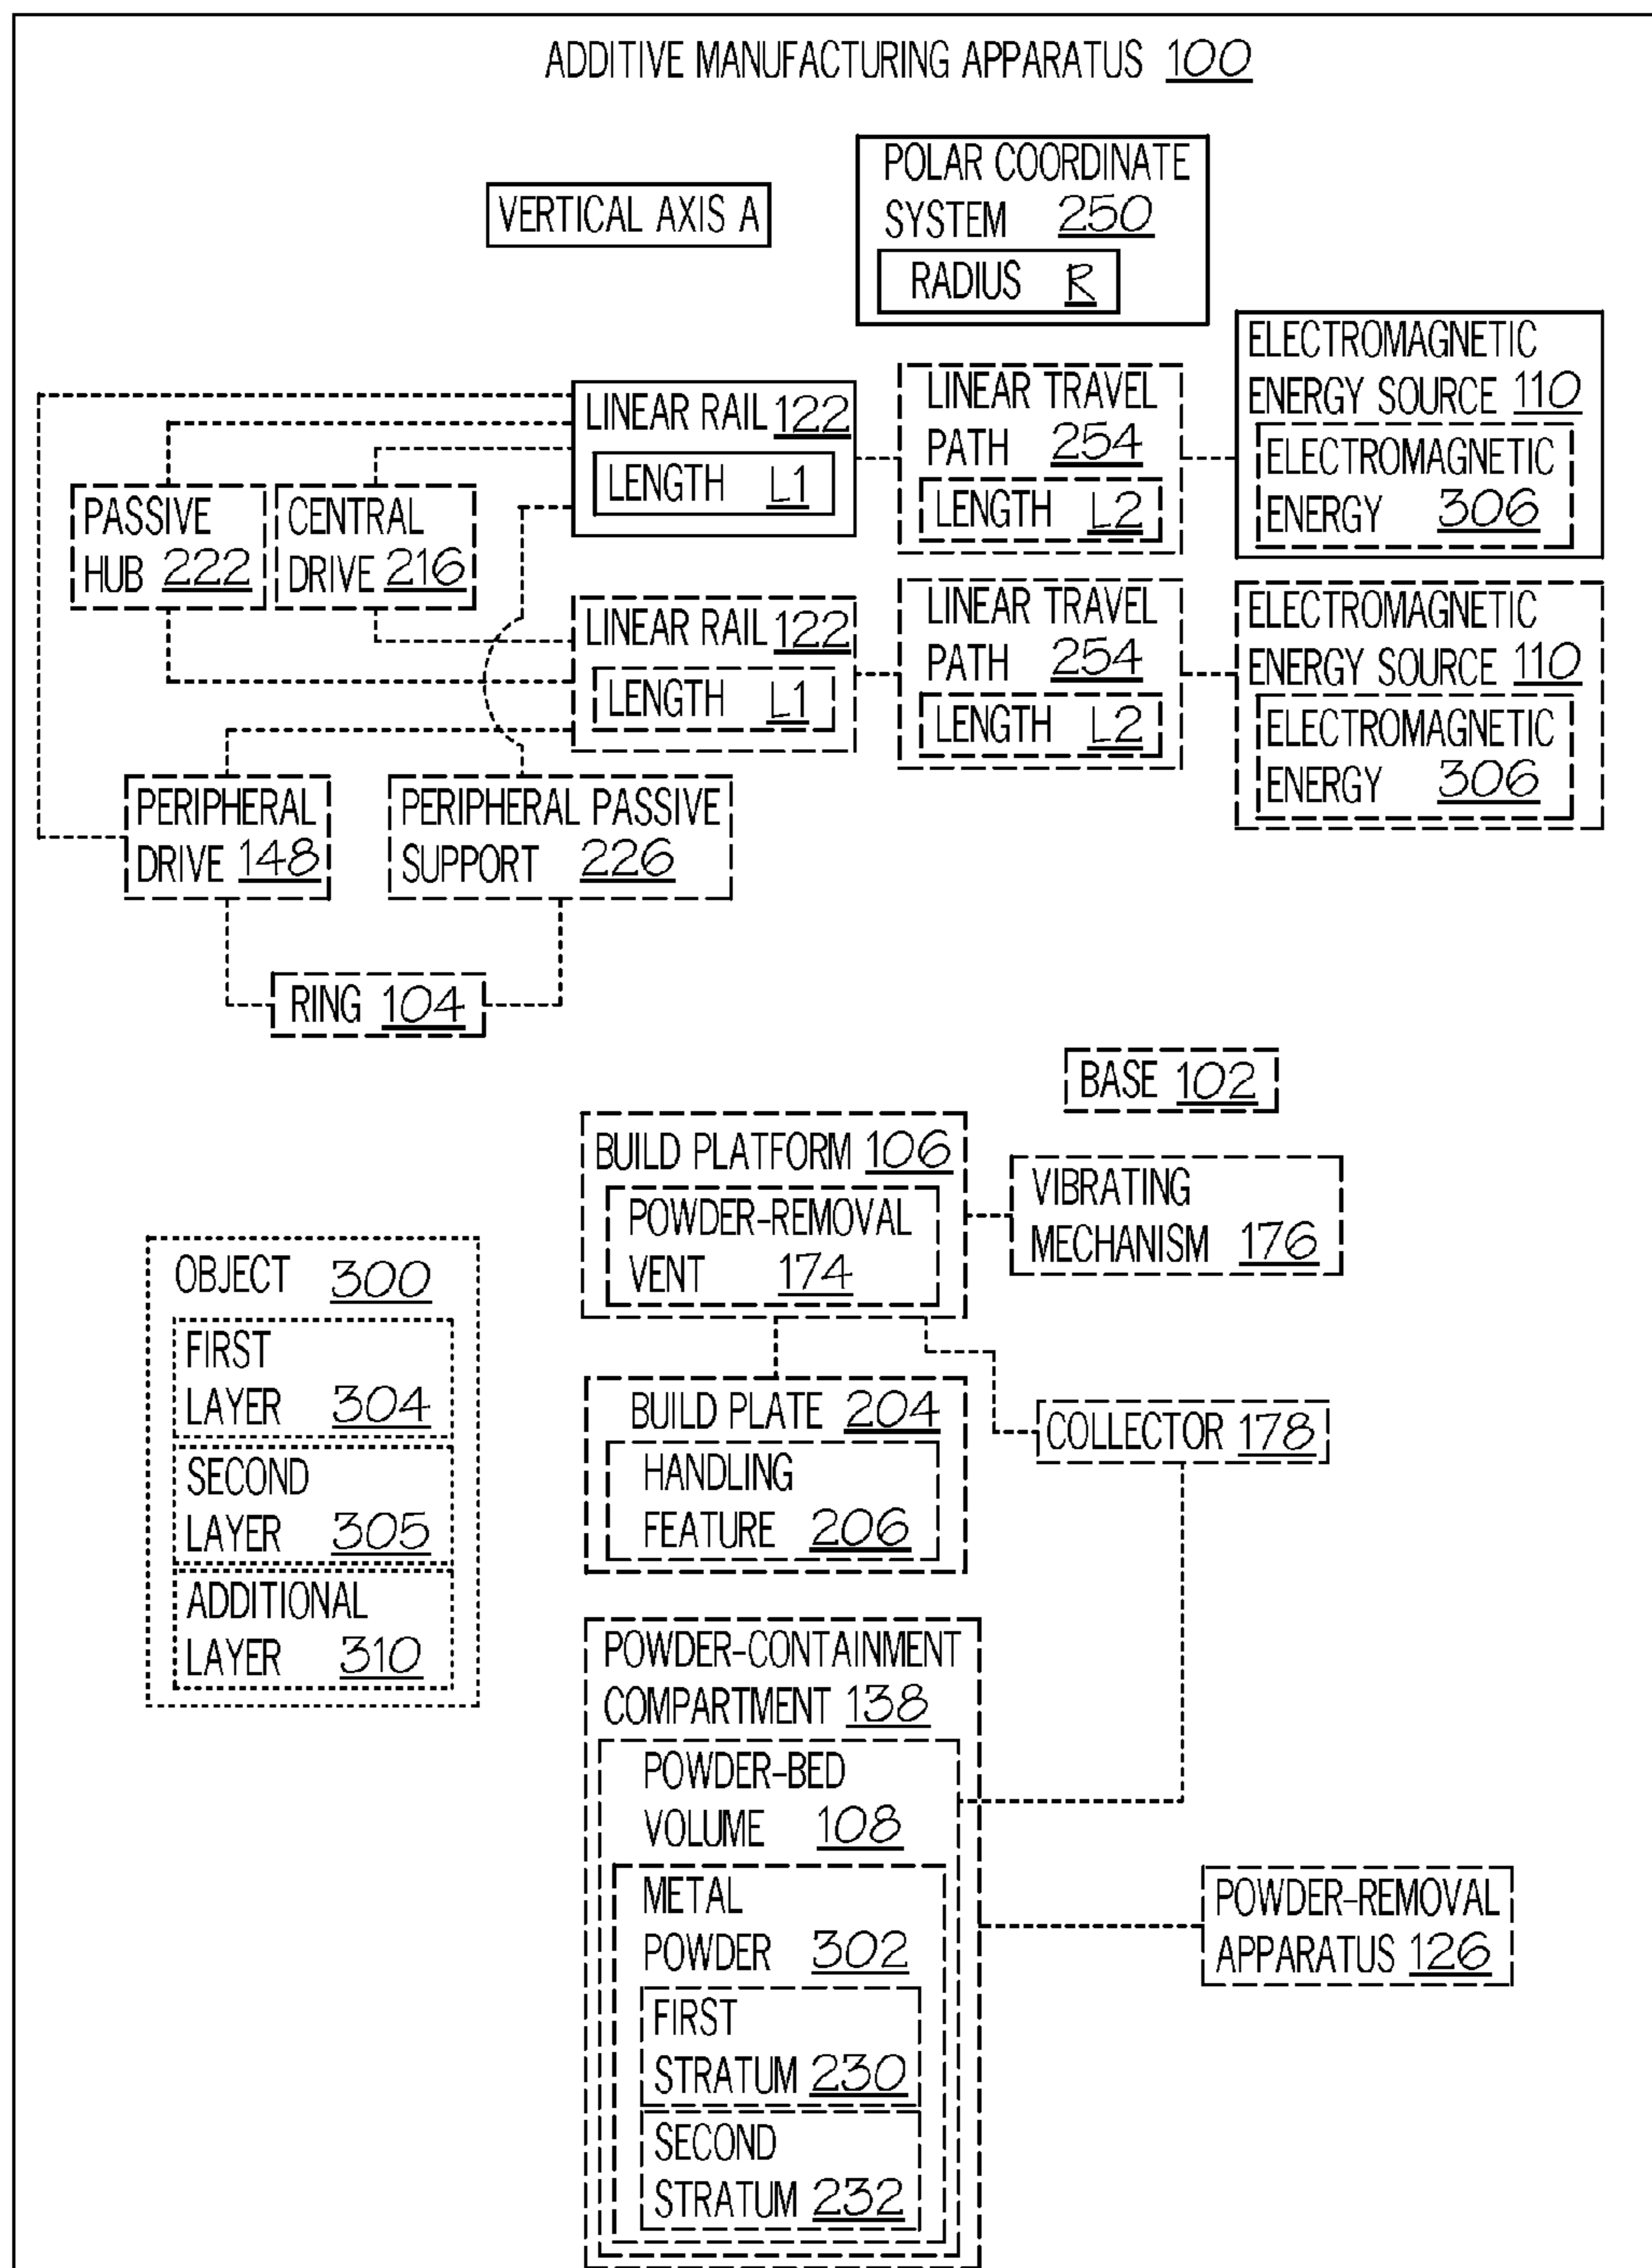 ADDITIVE MANUFACTURING APPARATUS 100
VERTICAL AXIS A
POLAR COORDINATE
SYSTEM 250
RADIUS R
LINEAR RAIL 122
LENGTH L1
LINEAR TRAVEL
PATH 254
LENGTH L2
ELECTROMAGNETIC
ENERGY SOURCE 110
ELECTROMAGNETIC
ENERGY 306
PASSIVE
HUB 222
CENTRAL
DRIVE 216
LINEAR RAIL 122
LENGTH L1
LINEAR TRAVEL
PATH 254
LENGTH L2
ELECTROMAGNETIC
ENERGY SOURCE 110
ELECTROMAGNETIC
ENERGY 306
PERIPHERAL
DRIVE 148
PERIPHERAL PASSIVE
SUPPORT 226
RING 104
BASE 102
BUILD PLATFORM 106
POWDER-REMOVAL
VENT 174
VIBRATING
MECHANISM 176
OBJECT 300
FIRST
LAYER 304
SECOND
LAYER 305
ADDITIONAL
LAYER 310
BUILD PLATE 204
HANDLING
FEATURE 206
COLLECTOR 178
POWDER-CONTAINMENT
COMPARTMENT 138
POWDER-BED
VOLUME 108
METAL
POWDER 302
FIRST
STRATUM 230
SECOND
STRATUM 232
POWDER-REMOVAL
APPARATUS 126